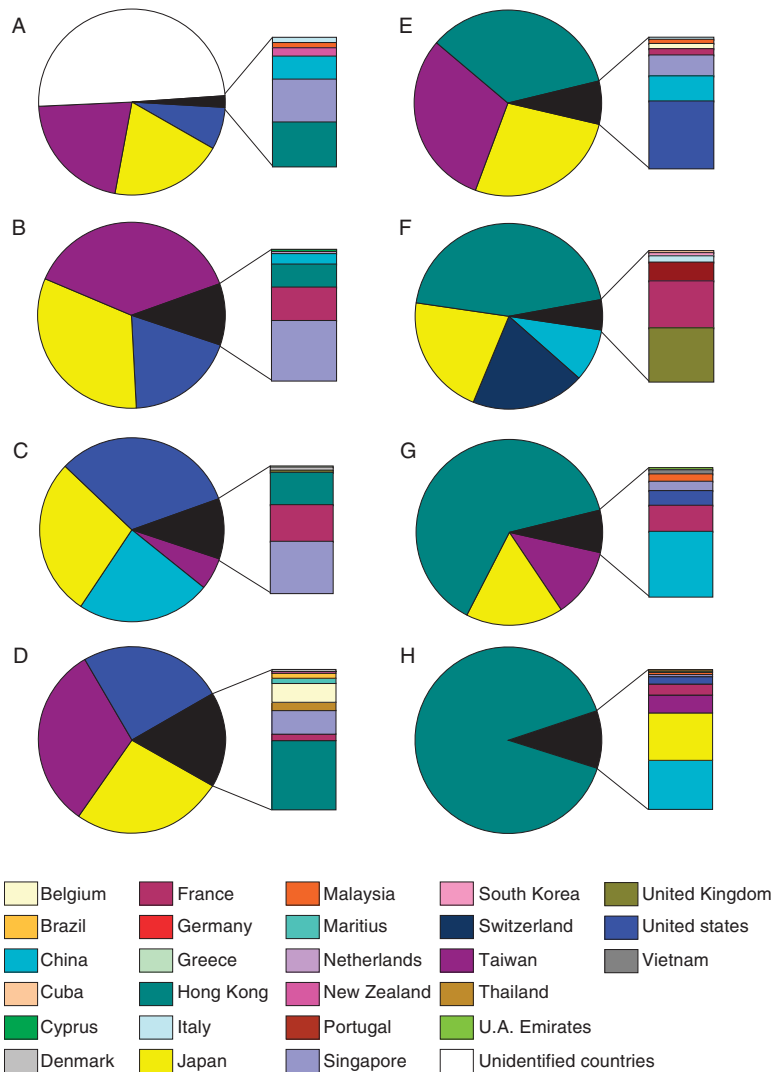 A
E
B
F
C
G
D
H
Belgium France Malaysia South Korea United Kingdom
Brazil Germany Maritius Switzerland United states
China Greece Netherlands Taiwan Vietnam
Cuba Hong Kong New Zealand Thailand
Cyprus Italy Portugal U.A. Emirates
Denmark Japan Singapore Unidentified countries